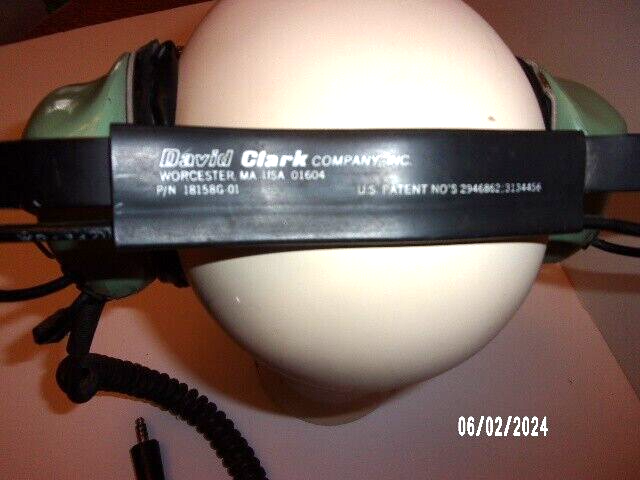 David Clark COMPANY, INC.
WORCESTER, MA USA 01604
P/N 18158G-01
U.S. PATENT NO'S 2946862;3134456
06/02/2024